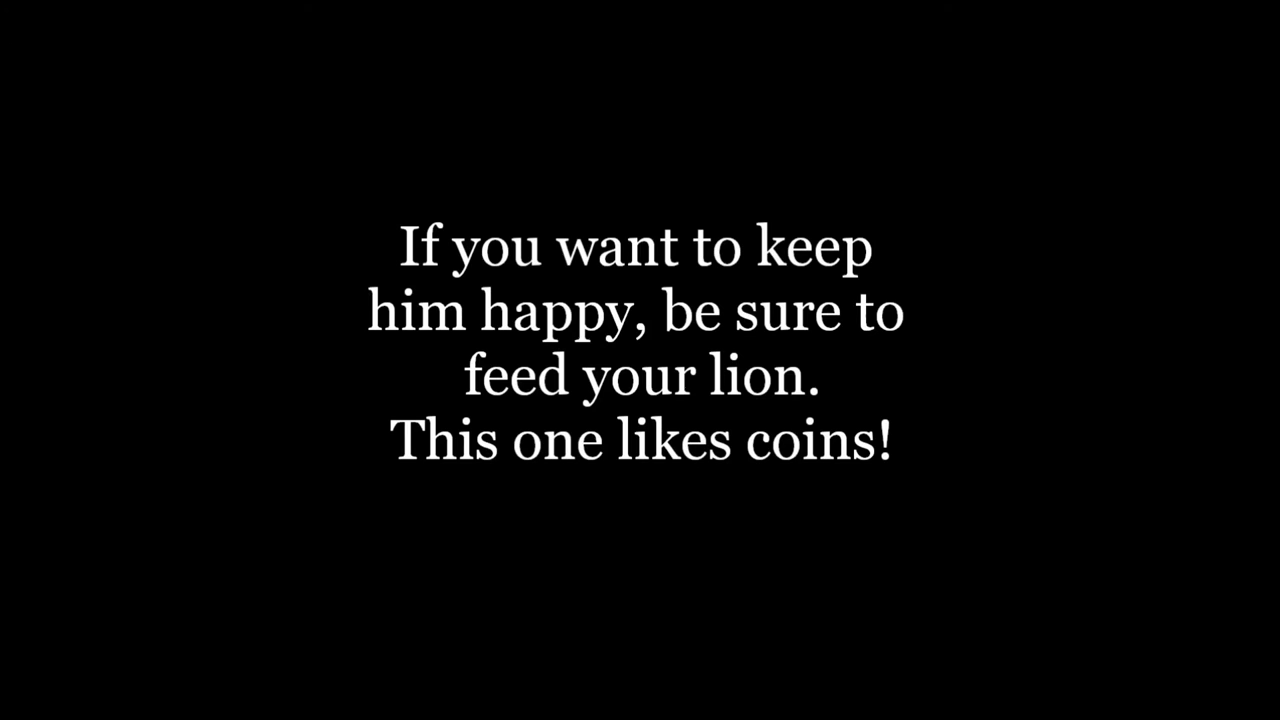 If you want to keep
him happy, be sure to
feed your lion.
This one likes coins!